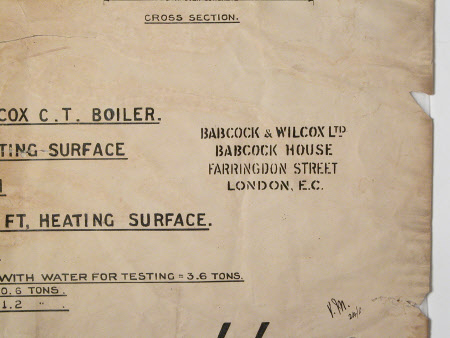 CROSS SECTION.
COX C.T. BOILER.
TING SURFACE
BABCOCK & WILCOX LTD
BABCOCK HOUSE
FARRINGDON STREET
LONDON, E.C.
FT, HEATING SURFACE.
WITH WATER FOR TESTING = 3.6 TONS.
0.6 TONS.
1.2 " .